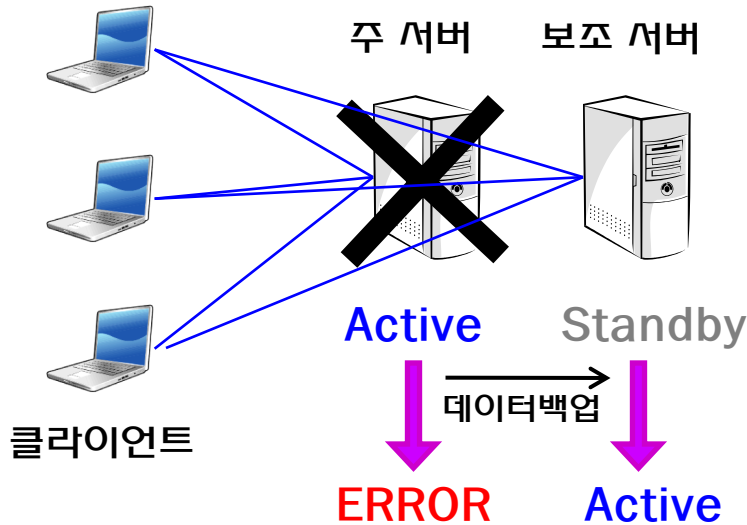 주 서버
보조 서버
Active
Standby
데이터백업
클라이언트
ERROR
Active